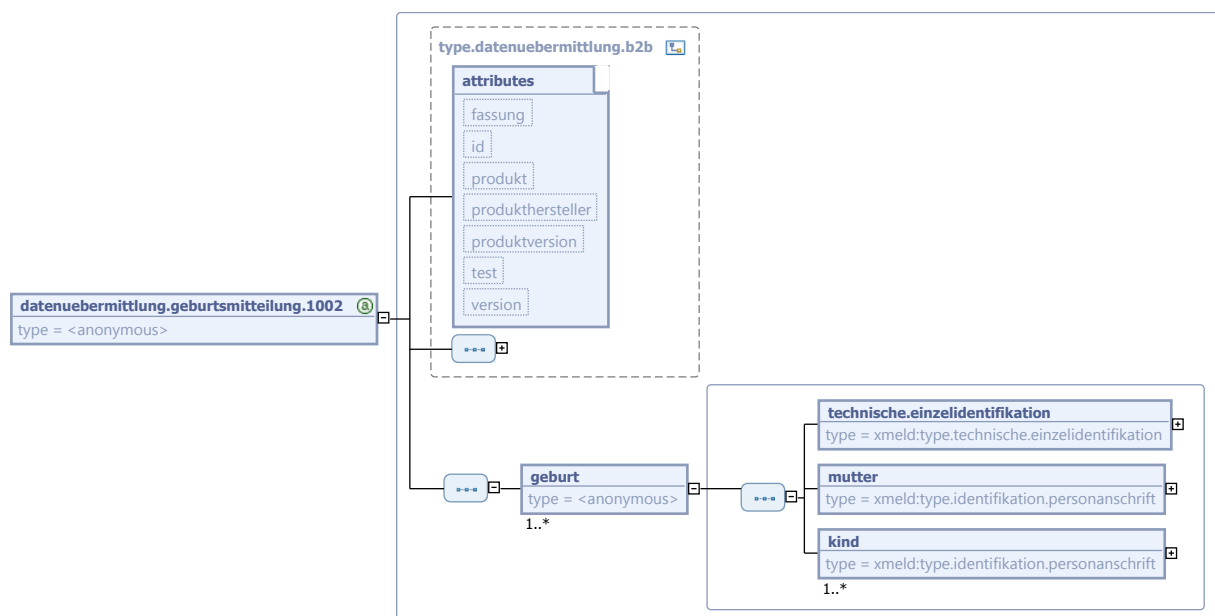 type.datenuebermittlung.b2b
attributes
fassung
id
produkt
produkthersteller
produktversion
test
version
datenuebermittlung.geburtsmitteilung.1002 a
type = <anonymous>
geburt
type = <anonymous>
1..*
technische.einzelidentifikation
type = xmeld:type.technische.einzelidentifikation
mutter
type = xmeld:type.identifikation.personanschrift
kind
type = xmeld:type.identifikation.personanschrift
1..*